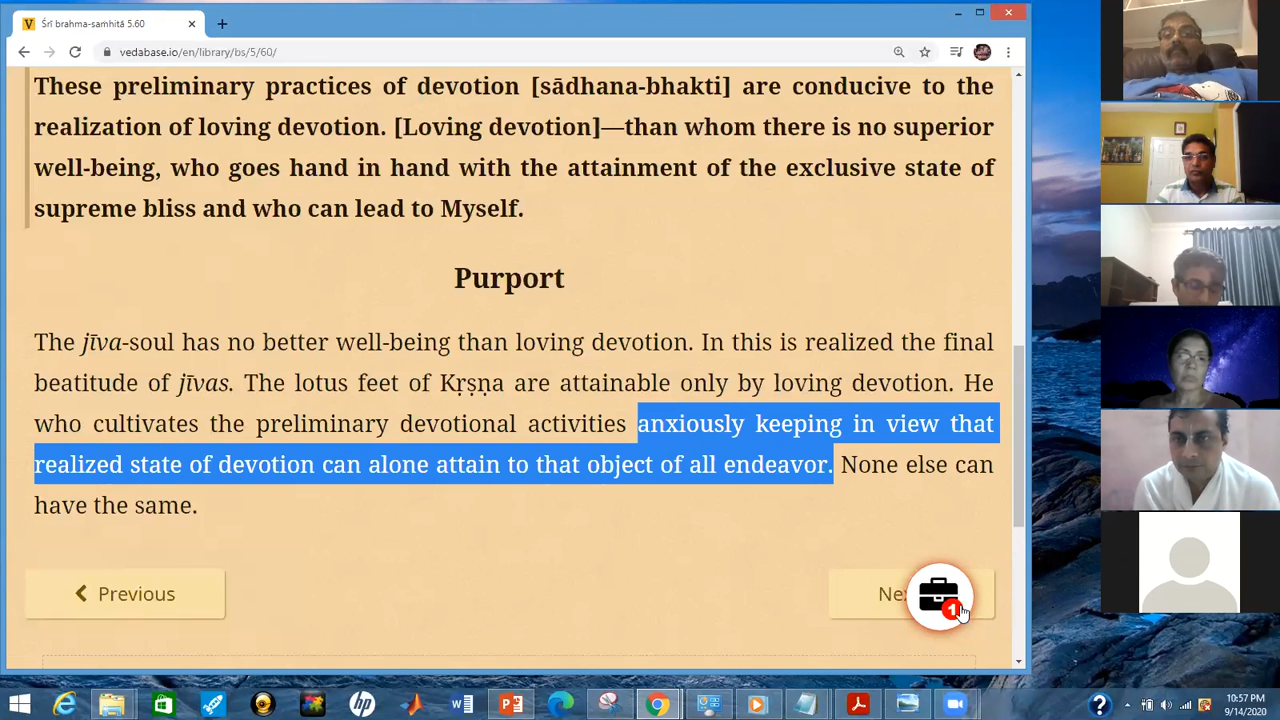 Śrī brahma-saṁhitā 5.60
vedabase.io/en/library/bs/5/60/
These preliminary practices of devotion [sādhana-bhakti] are conducive to the
realization of loving devotion. [Loving devotion]—than whom there is no superior
well-being, who goes hand in hand with the attainment of the exclusive state of
supreme bliss and who can lead to Myself.
Purport
The jīva-soul has no better well-being than loving devotion. In this is realized the final
beatitude of jīvas. The lotus feet of Kṛṣṇa are attainable only by loving devotion. He
who cultivates the preliminary devotional activities anxiously keeping in view that
realized state of devotion can alone attain to that object of all endeavor. None else can
have the same.
Previous
1
10:57 PM
9/14/2020